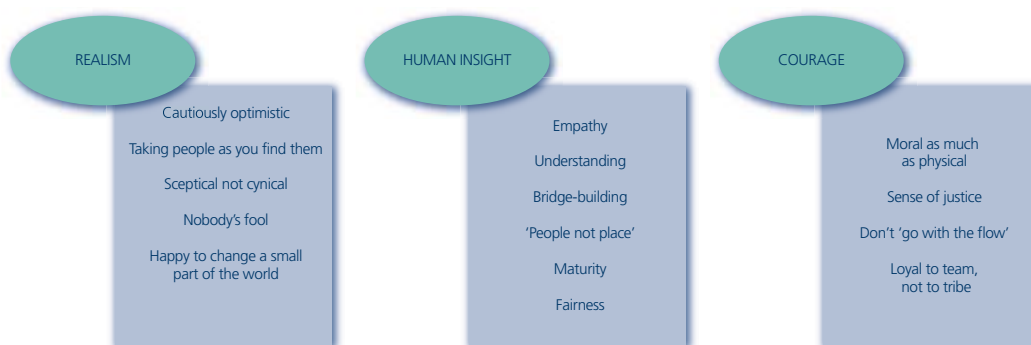 REALISM
Cautiously optimistic
Taking people as you find them
Sceptical not cynical
Nobody’s fool
Happy to change a small
part of the world
HUMAN INSIGHT
Empathy
Understanding
Bridge-building
‘People not place’
Maturity
Fairness
COURAGE
Moral as much
as physical
Sense of justice
Don’t ‘go with the flow’
Loyal to team,
not to tribe